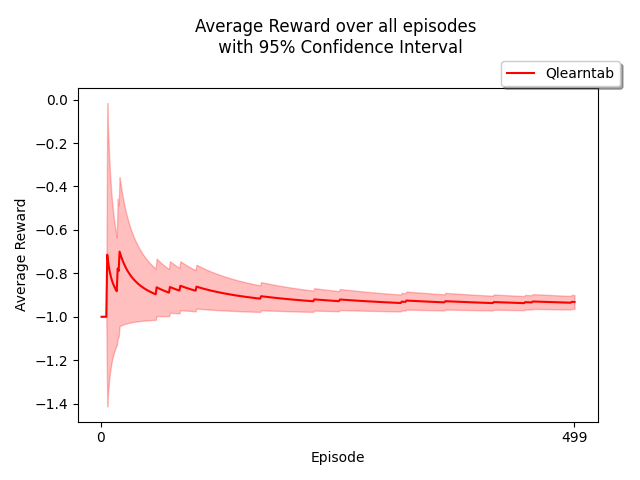 Average Reward over all episodes
with 95% Confidence Interval
Qlearntab
0.0
−0.2
−0.4
−0.6
−0.8
−1.0
−1.2
−1.4
Average Reward
0 499
Episode